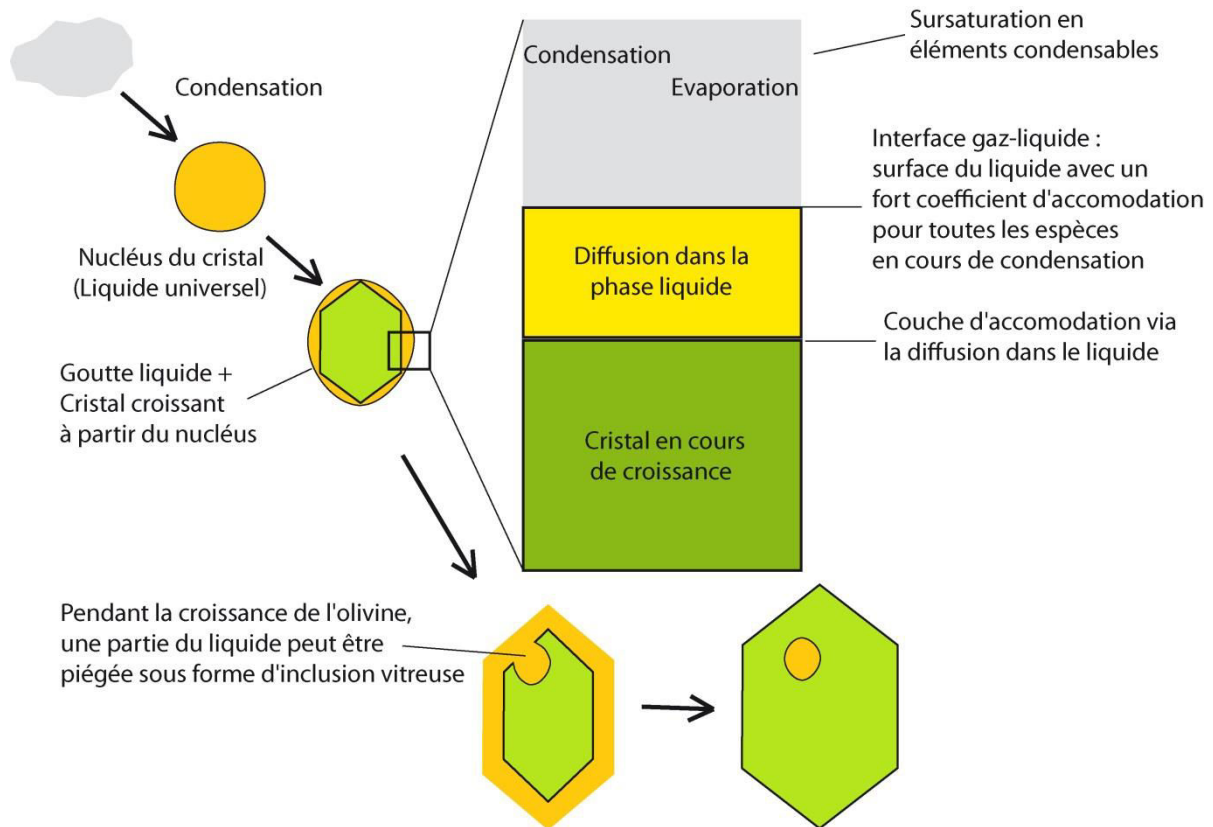 Condensation
Nucléus du cristal
(Liquide universel)
Goutte liquide +
Cristal croissant
à partir du nucléus
Condensation
Evaporation
Sursaturation en
éléments condensables
Interface gaz-liquide :
surface du liquide avec un
fort coefficient d'accomodation
pour toutes les espèces
en cours de condensation
Diffusion dans la
phase liquide
Couche d'accomodation via
la diffusion dans le liquide
Cristal en cours
de croissance
Pendant la croissance de l'olivine,
une partie du liquide peut être
piégée sous forme d'inclusion vitreuse